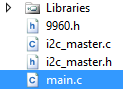 Libraries
9960.h
i2c_master.c
i2c_master.h
main.c